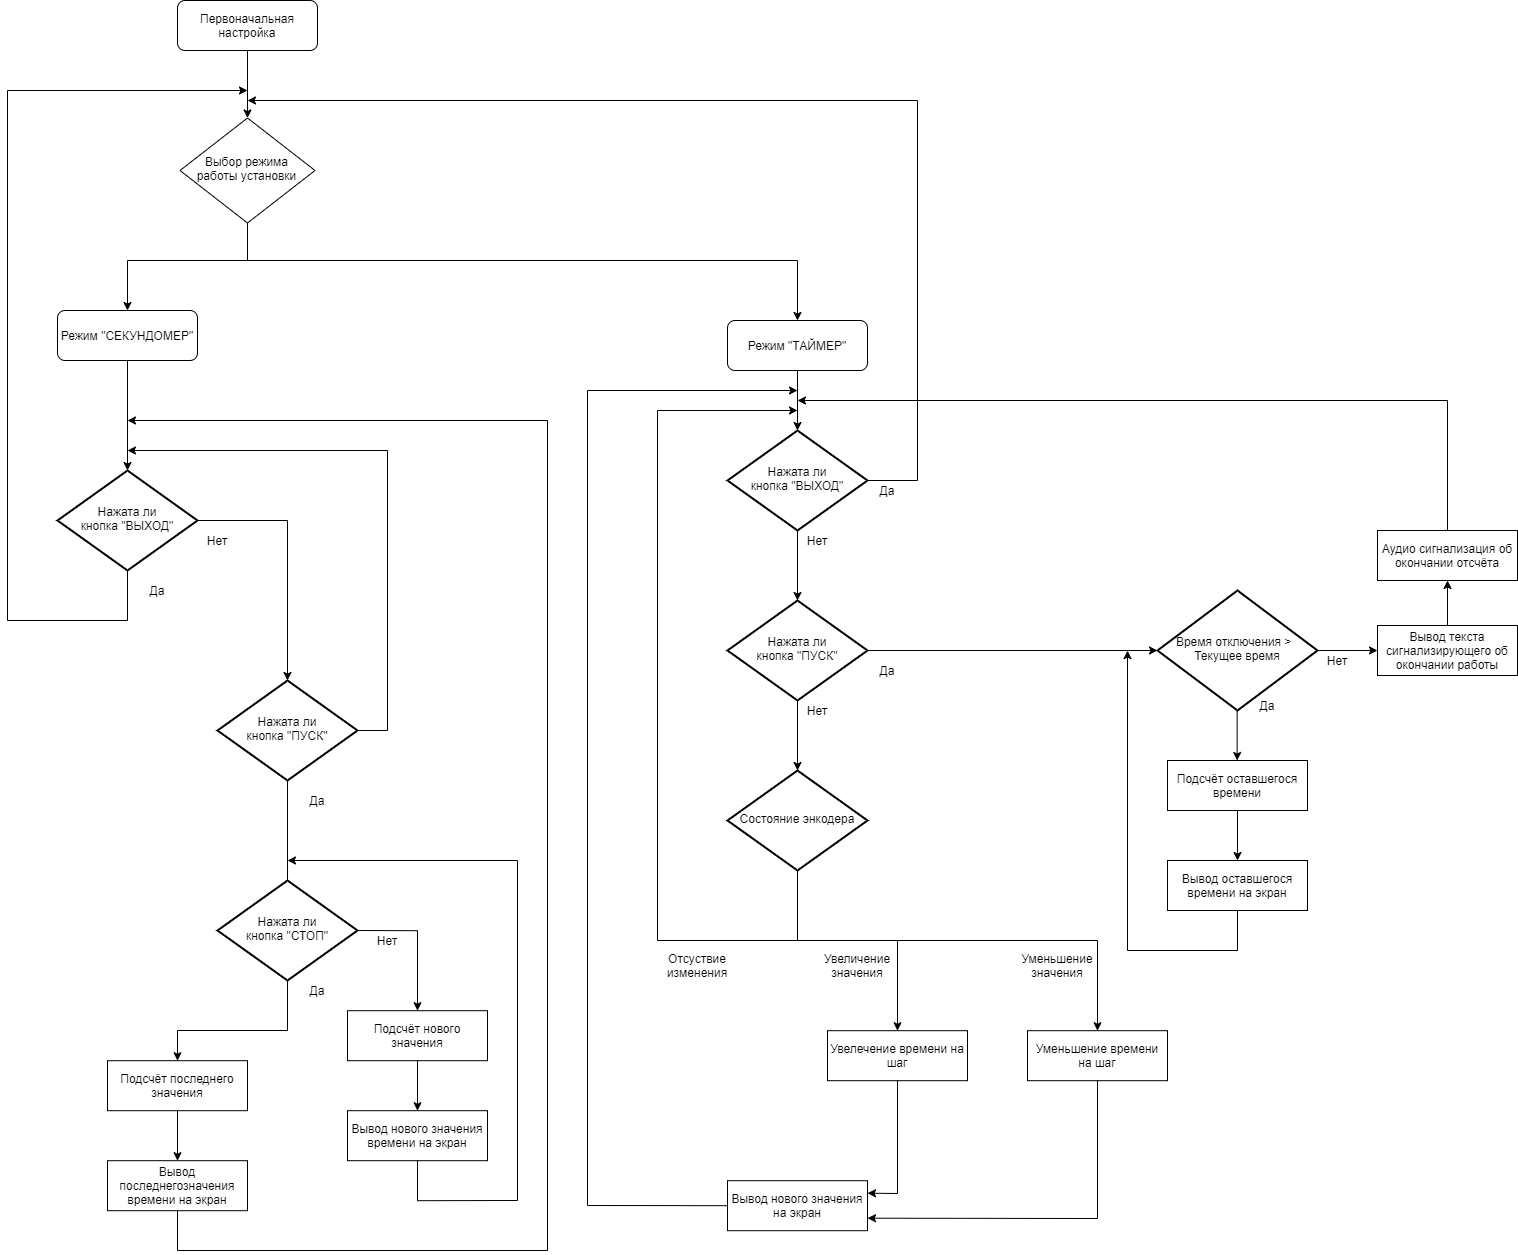 Первоначальная
настройка
Выбор режима
работы установки
Режим "СЕКУНДОМЕР"
Режим "ТАЙМЕР"
Нажата ли
кнопка "ВЫХОД"
Да
Нет
Нажата ли
кнопка "ВЫХОД"
Нет
Да
Аудио сигнализация об
окончании отсчёта
Нажата ли
кнопка "ПУСК"
Да
Нет
Время отключения >
Текущее время
Нет
Да
Вывод текста
сигнализирующего об
окончании работы
Нажата ли
кнопка "ПУСК"
Да
Подсчёт оставшегося
времени
Состояние энкодера
Вывод оставшегося
времени на экран
Нажата ли
кнопка "СТОП"
Нет
Да
Отсуствие
изменения
Увеличение
значения
Уменьшение
значения
Подсчёт нового
значения
Увелечение времени на
шаг
Уменьшение времени
на шаг
Подсчёт последнего
значения
Вывод нового значения
времени на экран
Вывод
последнегозначения
времени на экран
Вывод нового значения
на экран